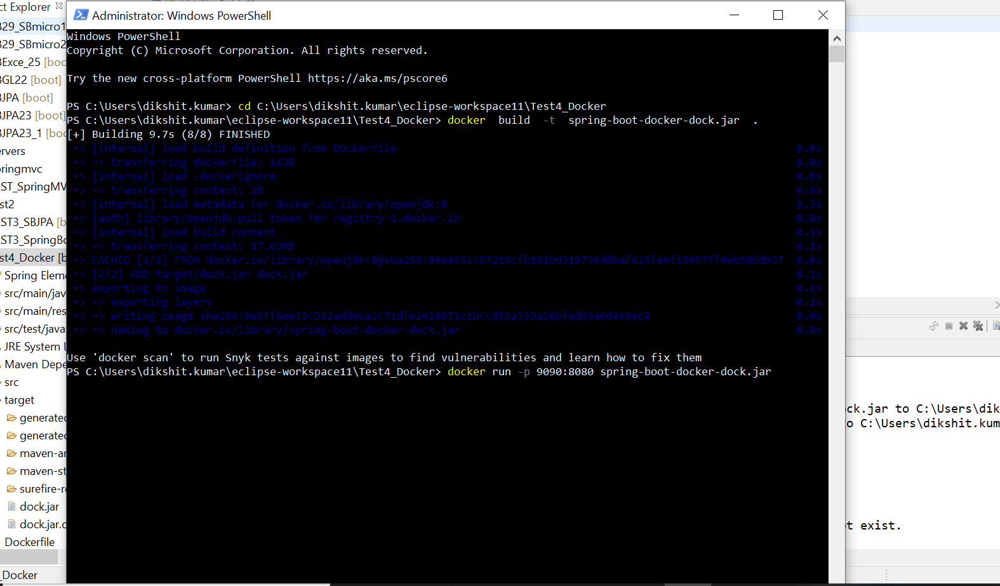 ct Explorer
329_SBmicro1
329_SBmicro2
BExce_25 [boo
BGL22 [boot]
BJPA [boot]
BJPA23 [boot]
BJPA23_1 [boo
ervers
pringmvc
ST_SpringMV
st2
ST3_SBJPA [b
ST3_SpringBo
st4_Docker [b
Spring Eleme
src/main/jav
src/main/res
src/test/java
JRE System L
Maven Depe
src
target
generated
generated
maven-ar
maven-st
surefire-re
dock.jar
dock.jar.o
Dockerfile
_Docker
Administrator: Windows PowerShell
Windows PowerShell
Copyright (C) Microsoft Corporation. All rights reserved.
Try the new cross-platform PowerShell https://aka.ms/pscore6
PS C:\Users\dikshit.kumar> cd C:\Users\dikshit.kumar\eclipse-workspace11\Test4_Docker
PS C:\Users\dikshit.kumar\eclipse-workspace11\Test4_Docker> docker  build  -t  spring-boot-docker-dock.jar  .
[+] Building 9.7s (8/8) FINISHED
=> [internal] load build definition from Dockerfile 0.0s
=> => transferring dockerfile: 143B 0.0s
=> [internal] load .dockerignore 0.0s
=> => transferring context: 2B 0.0s
=> [internal] load metadata for docker.io/library/openjdk:8 9.3s
=> [auth] library/openjdk:pull token for registry-1.docker.io 0.0s
=> [internal] load build context 0.1s
=> => transferring context: 17.63MB 0.1s
=> CACHED [1/2] FROM docker.io/library/openjdk:8@sha256:86e863cc57215cfb181bd319736d0baf625fe8f150577f9eb58bd937 0.0s
=> [2/2] ADD target/dock.jar dock.jar 0.1s
=> exporting to image 0.1s
=> => exporting layers 0.1s
=> => writing image sha256:9eb7f6ee33c342addeba3c71dfe2628871c1bccd53a339a30bfed69a6d469ec0 0.0s
=> => naming to docker.io/library/spring-boot-docker-dock.jar 0.0s
Use 'docker scan' to run Snyk tests against images to find vulnerabilities and learn how to fix them
PS C:\Users\dikshit.kumar\eclipse-workspace11\Test4_Docker> docker run -p 9090:8080 spring-boot-docker-dock.jar
ock.jar to C:\Users\dik
o C:\Users\dikshit.kum
t exist.